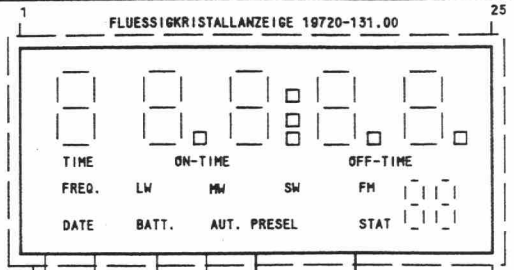 1 25
FLUESSIGKRISTALLANZEIGE 19720-131.00
TIME ON-TIME OFF-TIME
FREQ. LW MW SW FM
DATE BATT. AUT. PRESEL STAT